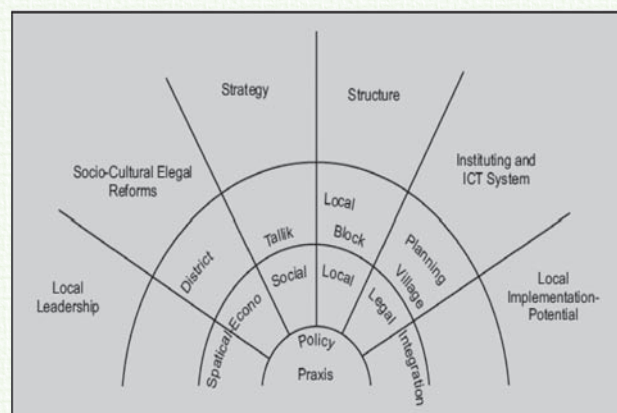 Strategy
Structure
Socio-Cultural Elegal
Reforms
Instituting and
ICT System
Local
Leadership
Local
Implementation-
Potential
District
Tallik
Local
Block
Planning
Village
Spatical-Econo
Social
Local
Legal
Integration
Policy
Praxis